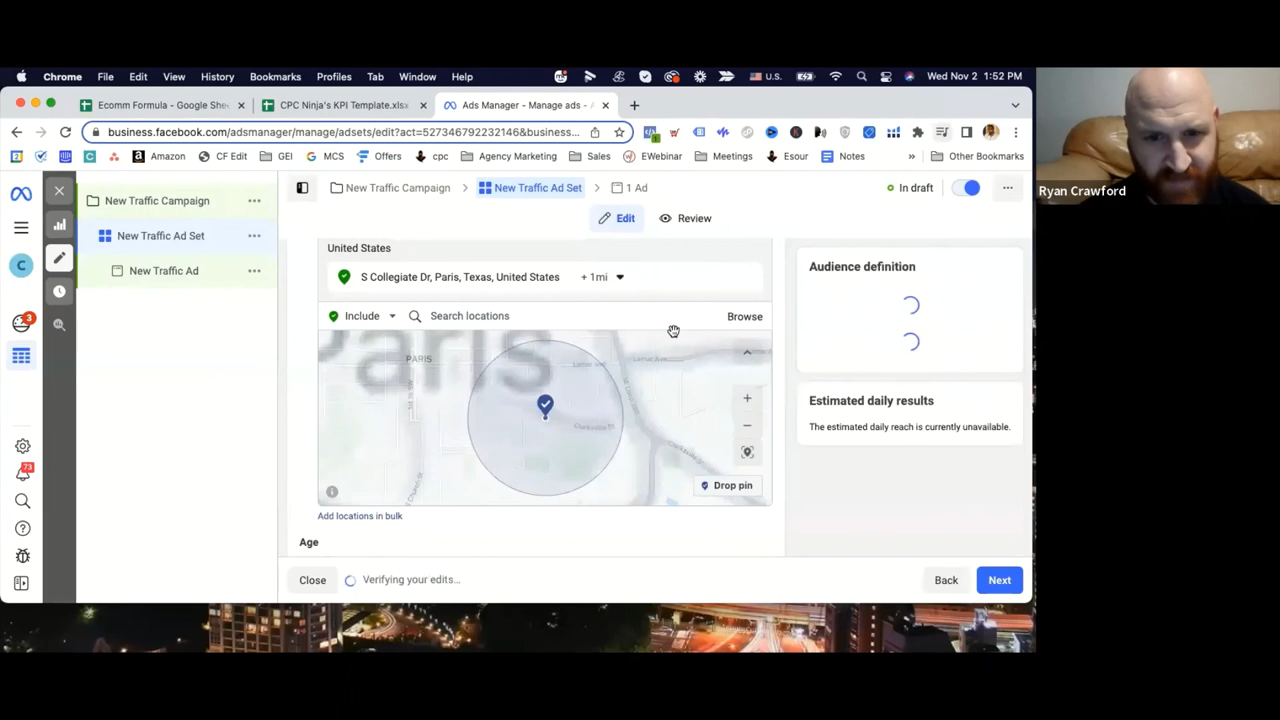 Chrome File Edit View History Bookmarks Profiles Tab Window Help U.S. Wed Nov 2 1:52 PM
Ecomm Formula - Google She
CPC Ninja's KPI Template.xlsx
Ads Manager - Manage ads - A
business.facebook.com/adsmanager/manage/adsets/edit?act=527346792232146&business...
Amazon CF Edit GEI MCS Offers cpc Agency Marketing Sales EWebinar Meetings Esour Notes » Other Bookmarks
Ryan Crawford
New Traffic Campaign
New Traffic Ad Set
New Traffic Ad
C
3
73
New Traffic Campaign > New Traffic Ad Set > 1 Ad
In draft
Edit Review
United States
S Collegiate Dr, Paris, Texas, United States + 1mi
Include Search locations Browse
Paris
PARIS
Clarksville St
Drop pin
Add locations in bulk
Age
Audience definition
Estimated daily results
The estimated daily reach is currently unavailable.
Close Verifying your edits... Back Next